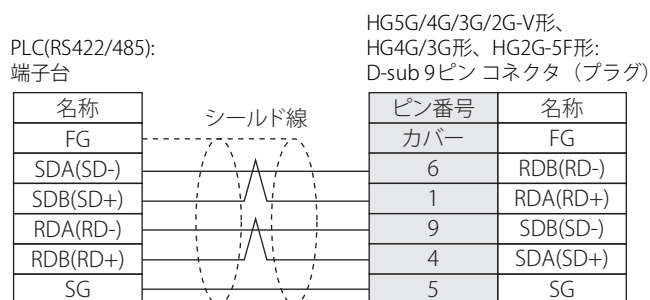 HG5G/4G/3G/2G-V形、
PLC(RS422/485): HG4G/3G形、HG2G-5F形:
端子台 D-sub 9ピン コネクタ（プラグ）
名称 シールド線 ピン番号 名称
FG カバー FG
SDA(SD-) 6 RDB(RD-)
SDB(SD+) 1 RDA(RD+)
RDA(RD-) 9 SDB(SD-)
RDB(RD+) 4 SDA(SD+)
SG 5 SG